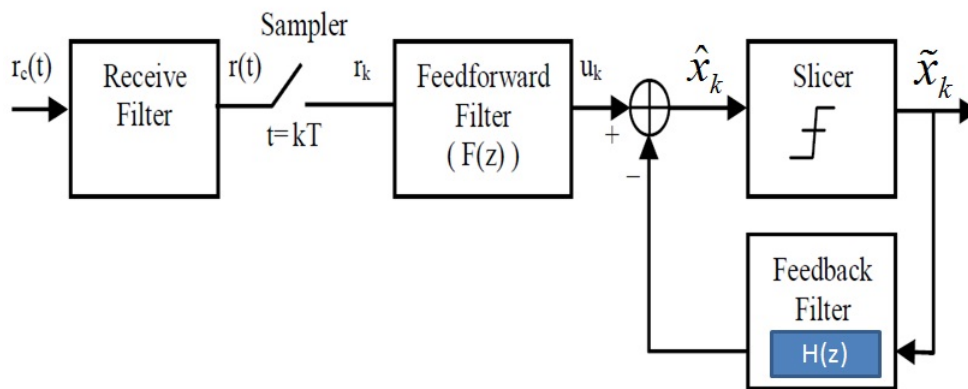 Sampler
r_c(t)
Receive
Filter
r(t)
t=kT
r_k
Feedforward
Filter
( F(z) )
u_k
+
−
x̂_k
Slicer
x̃_k
Feedback
Filter
H(z)